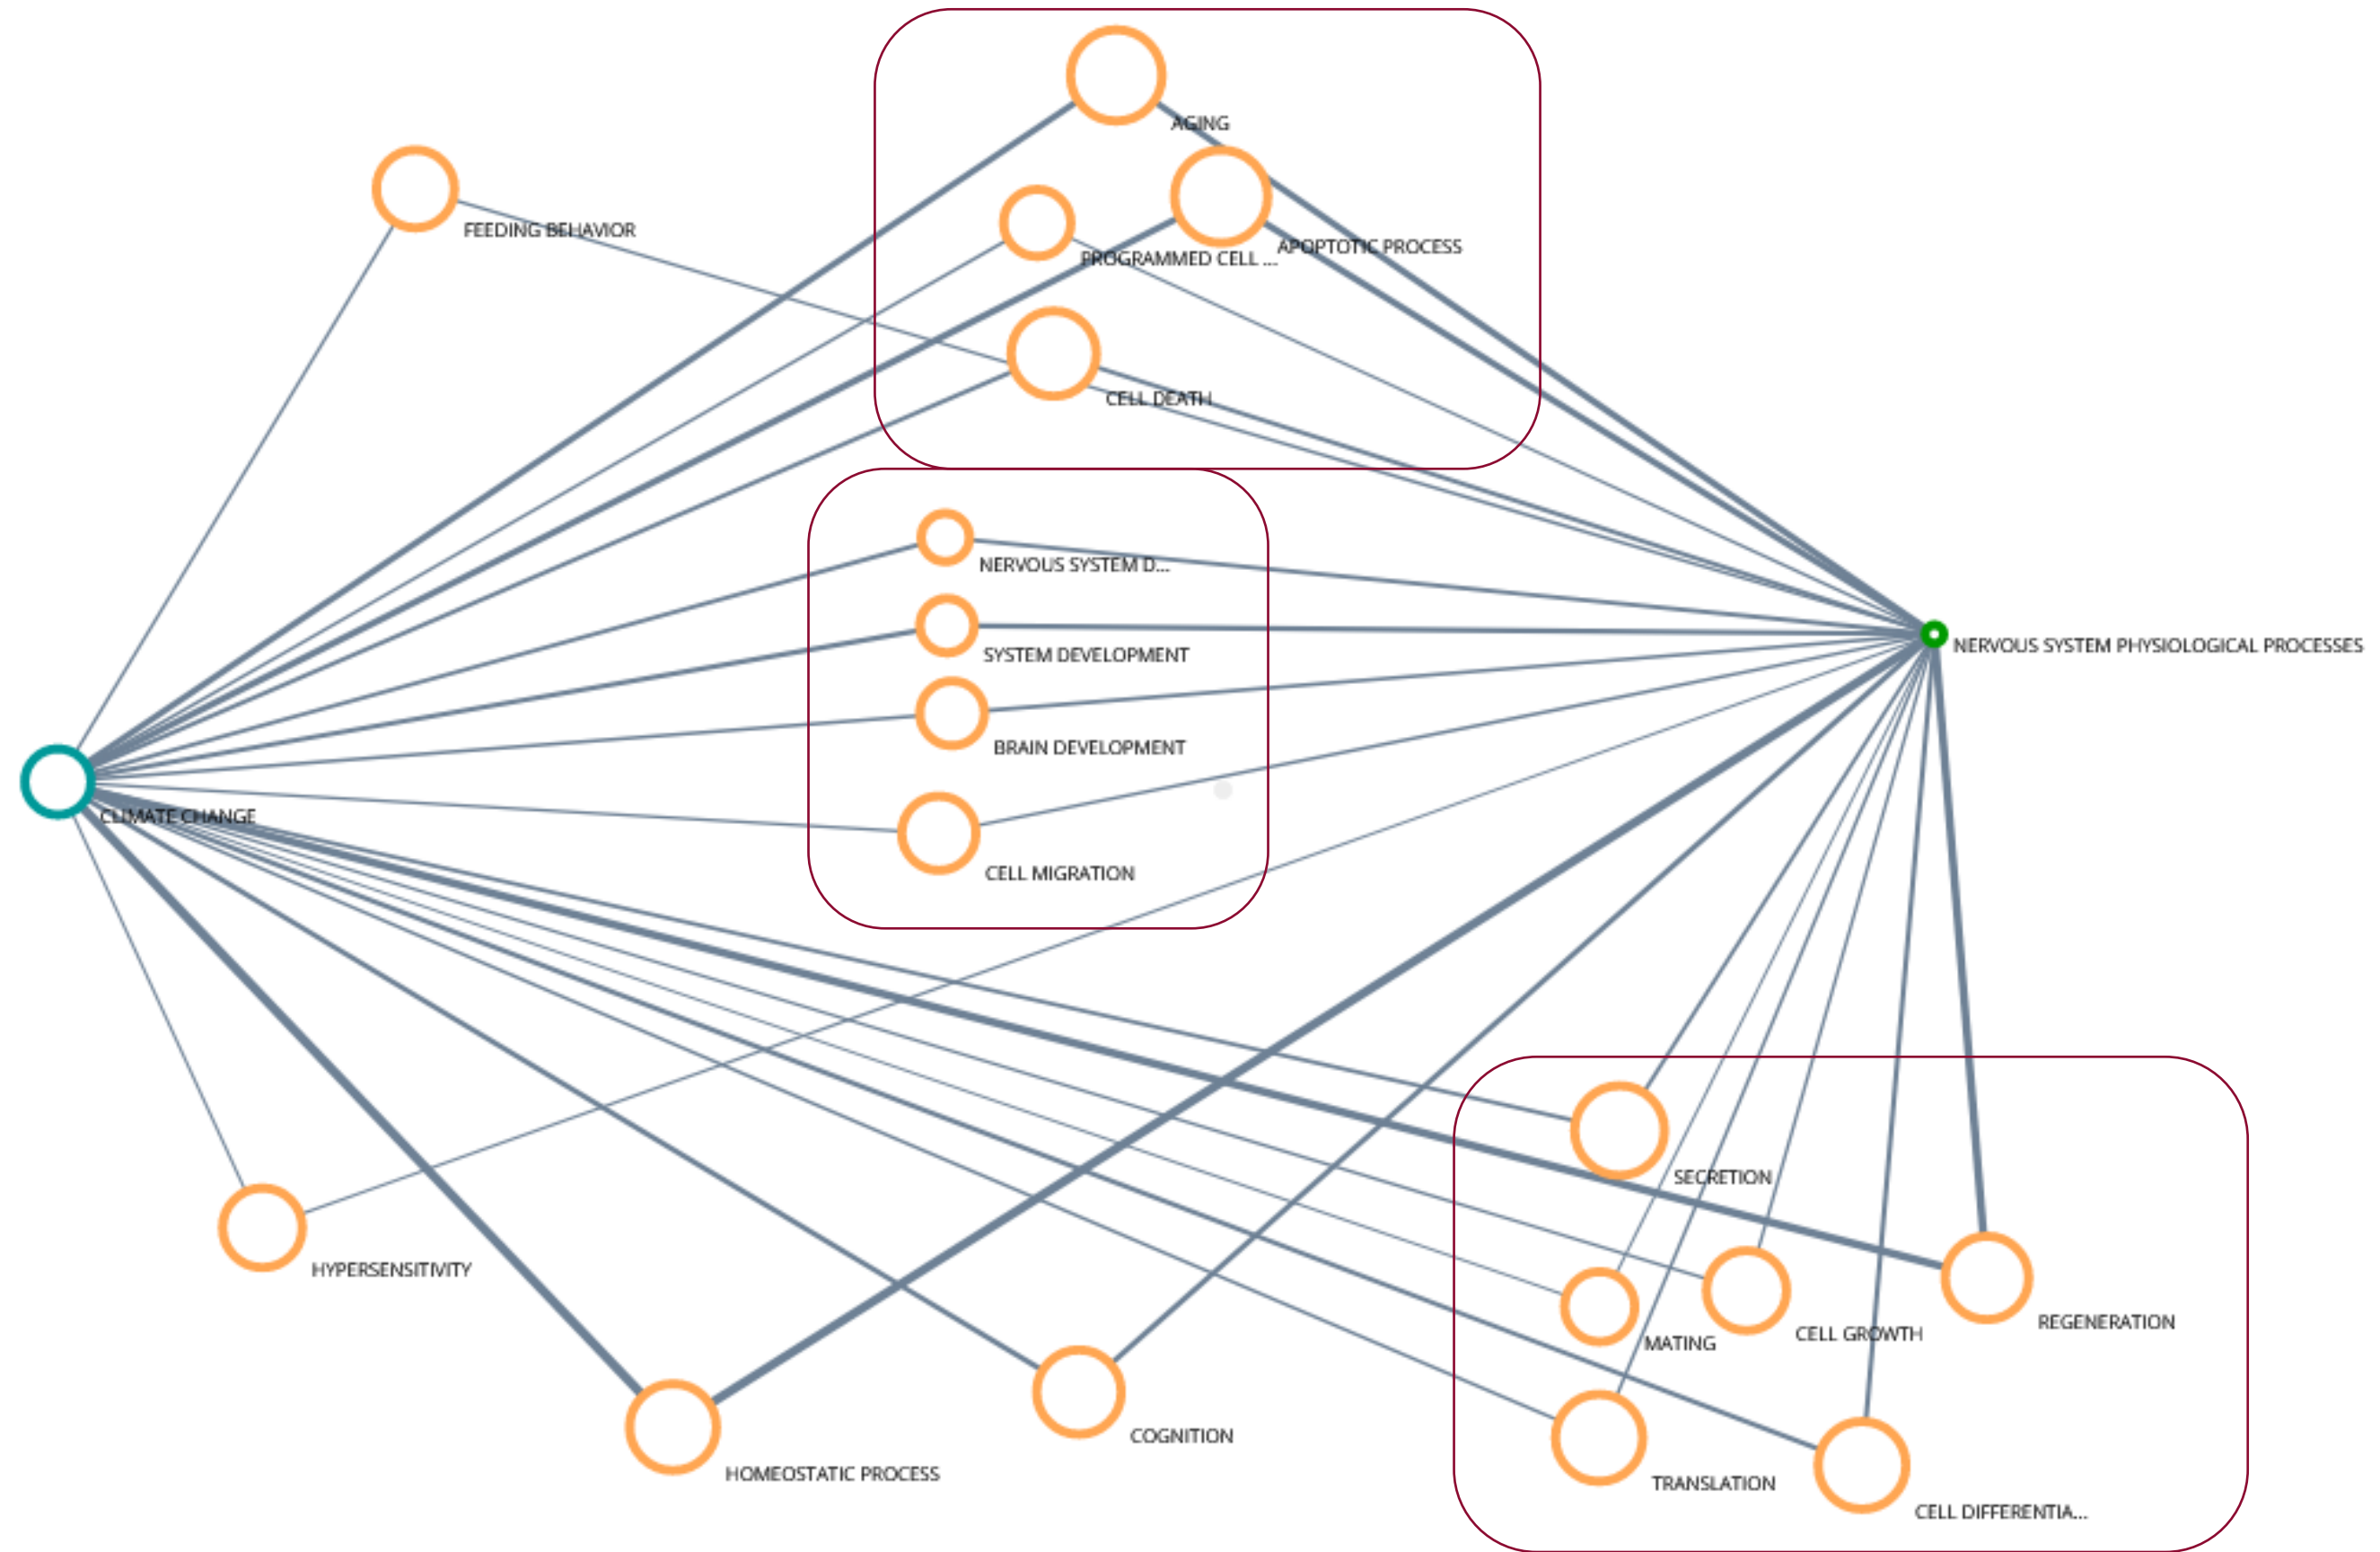 AGING
FEEDING BEHAVIOR
APOPTOTIC PROCESS
PROGRAMMED CELL ...
CELL DEATH
NERVOUS SYSTEM D...
SYSTEM DEVELOPMENT
NERVOUS SYSTEM PHYSIOLOGICAL PROCESSES
BRAIN DEVELOPMENT
CLIMATE CHANGE
CELL MIGRATION
SECRETION
HYPERSENSITIVITY
REGENERATION
CELL GROWTH
MATING
COGNITION
HOMEOSTATIC PROCESS
TRANSLATION
CELL DIFFERENTIA...